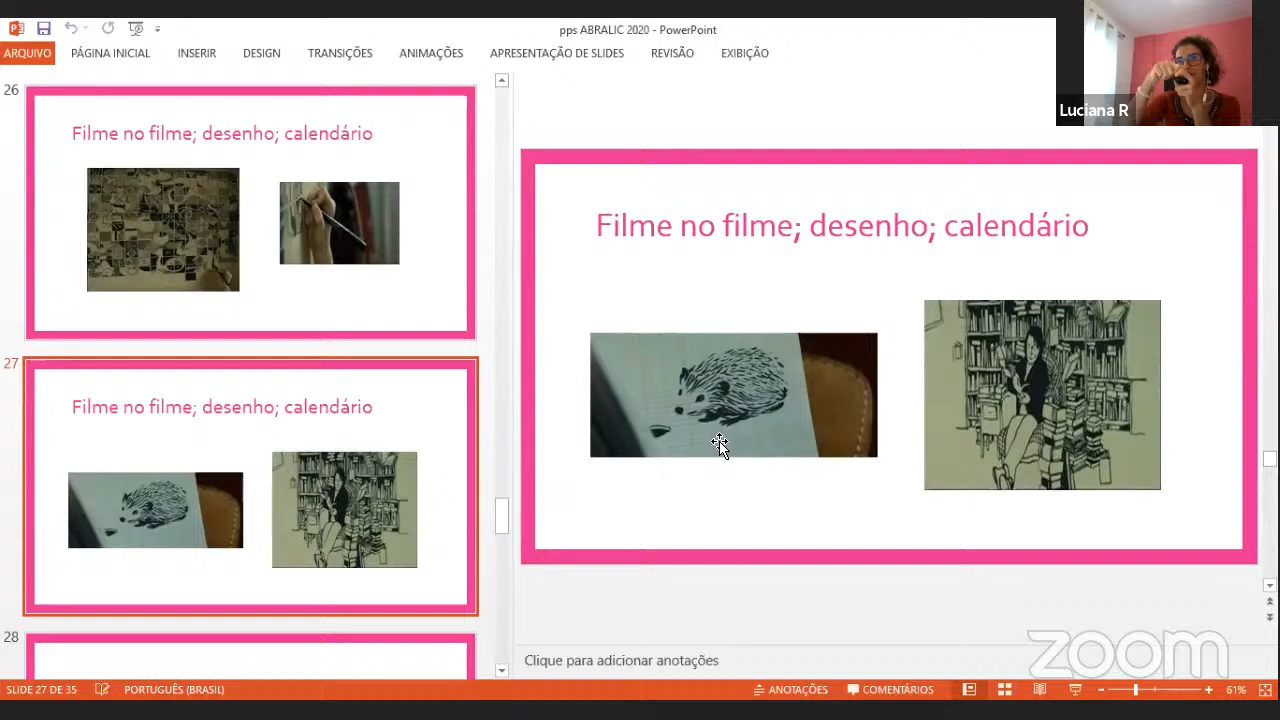 pps ABRALIC 2020 - PowerPoint
ARQUIVO PÁGINA INICIAL INSERIR DESIGN TRANSIÇÕES ANIMAÇÕES APRESENTAÇÃO DE SLIDES REVISÃO EXIBIÇÃO
Luciana R
26
Filme no filme; desenho; calendário
27
Filme no filme; desenho; calendário
28
Filme no filme; desenho; calendário
Clique para adicionar anotações
zoom
SLIDE 27 DE 35 PORTUGUÊS (BRASIL) ANOTAÇÕES COMENTÁRIOS 61%